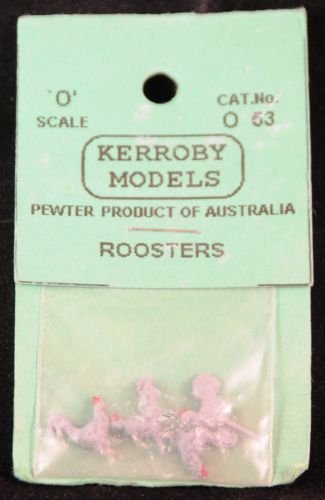 'O' CAT.No.
SCALE O 53
KERROBY
MODELS
PEWTER PRODUCT OF AUSTRALIA
ROOSTERS